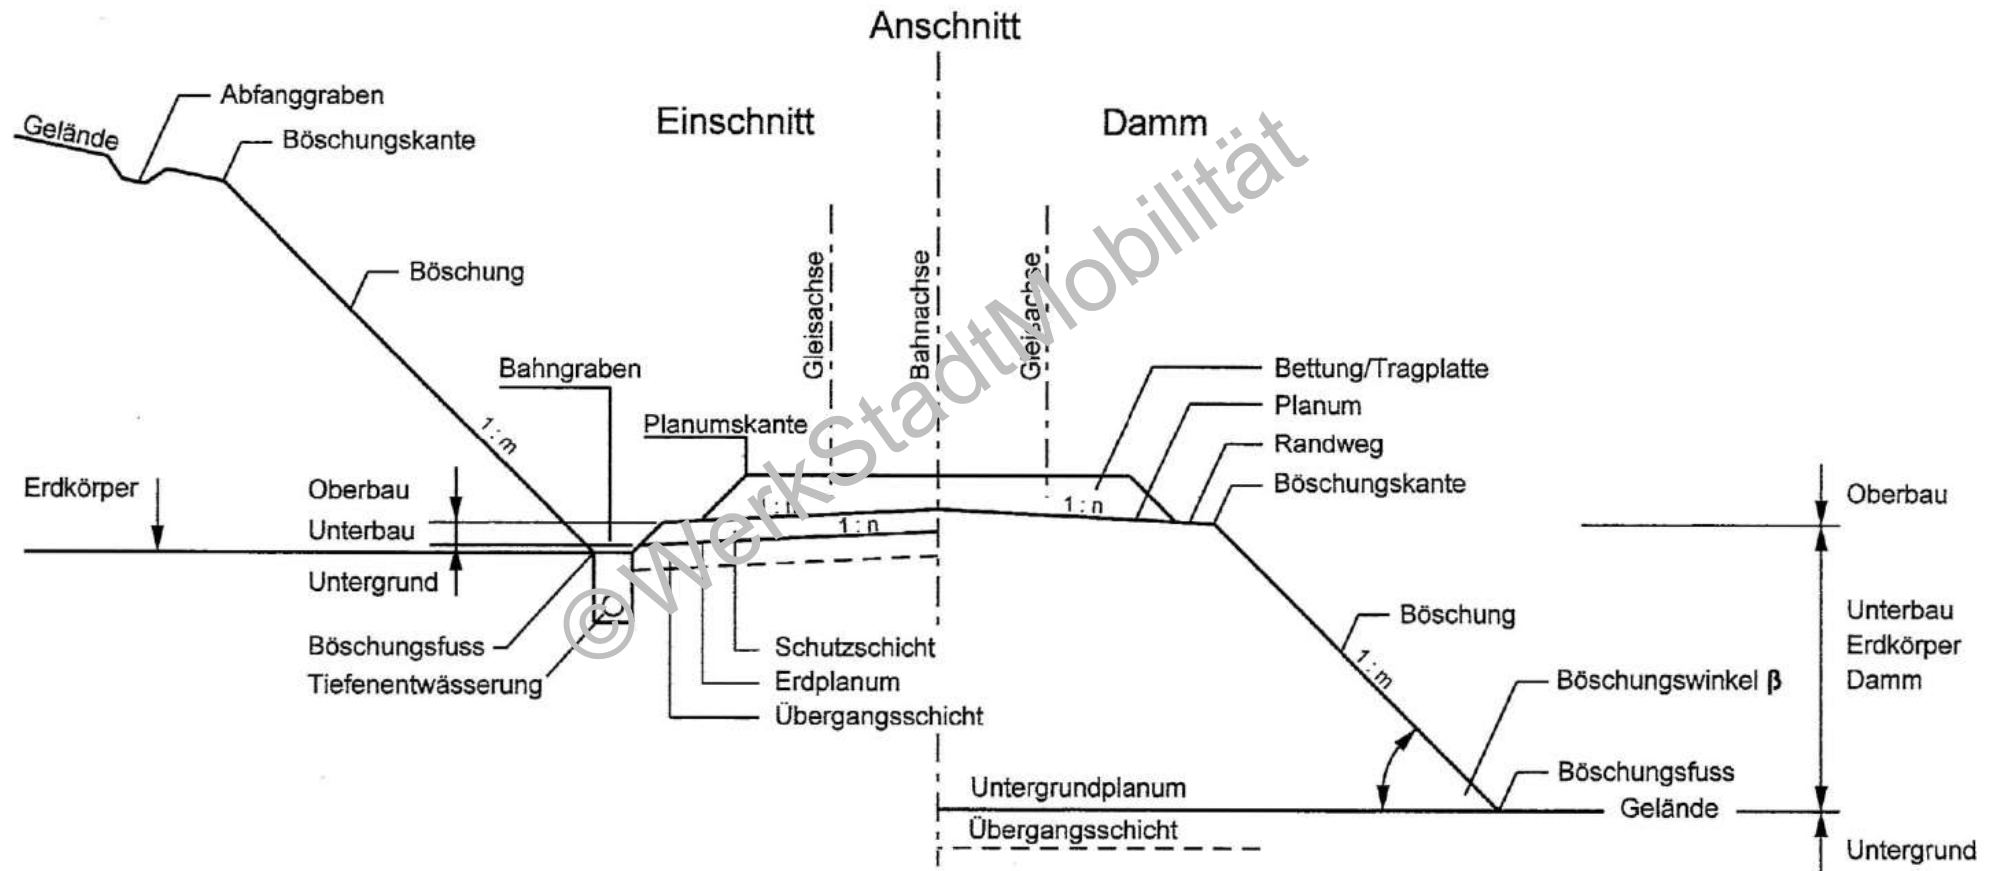 Anschnitt
Einschnitt
Damm
Abfanggraben
Gelände
Böschungskante
Böschung
Gleisachse
Bahnachse
Gleisachse
Bahngraben
Planumskante
1 : m
Bettung/Tragplatte
Planum
Randweg
Böschungskante
Erdkörper
Oberbau
Unterbau
Untergrund
1 : n
1 : n
1 : n
Oberbau
Böschungsfuss
Tiefenentwässerung
Schutzschicht
Erdplanum
Übergangsschicht
Böschung
1 : m
Böschungswinkel β
Unterbau
Erdkörper
Damm
Böschungsfuss
Untergrundplanum
Gelände
Übergangsschicht
Untergrund
©WerkStadtMobilität